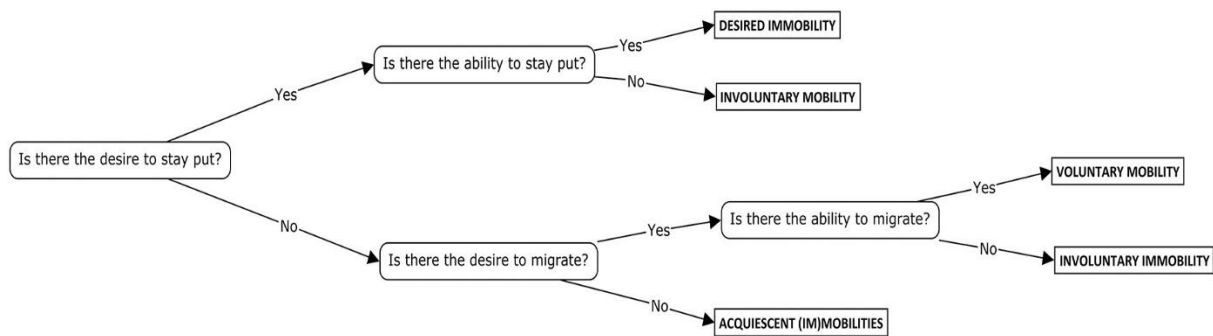 DESIRED IMMOBILITY
Yes
Is there the ability to stay put?
No
Yes
INVOLUNTARY MOBILITY
Is there the desire to stay put?
VOLUNTARY MOBILITY
Yes
Is there the ability to migrate?
Yes
No
No
Is there the desire to migrate?
INVOLUNTARY IMMOBILITY
No
ACQUIESCENT (IM)MOBILITIES